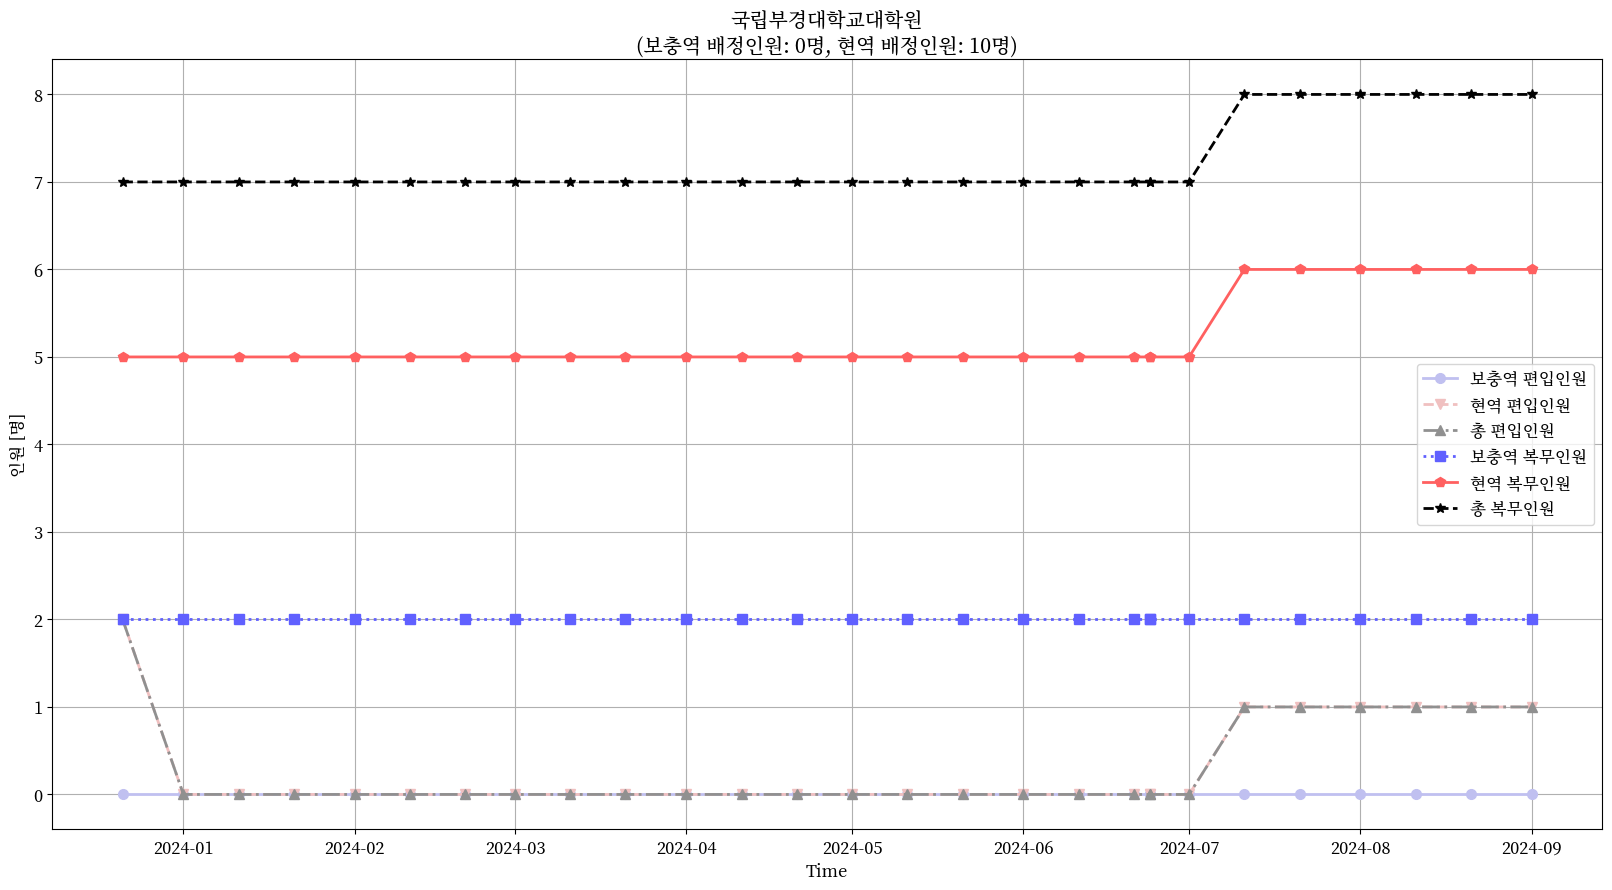 국립부경대학교대학원
(보충역 배정인원: 0명, 현역 배정인원: 10명)
8
7
6
5
4
3
2
1
0
인원 [명]
보충역 편입인원
현역 편입인원
총 편입인원
보충역 복무인원
현역 복무인원
총 복무인원
2024-01 2024-02 2024-03 2024-04 2024-05 2024-06 2024-07 2024-08 2024-09
Time